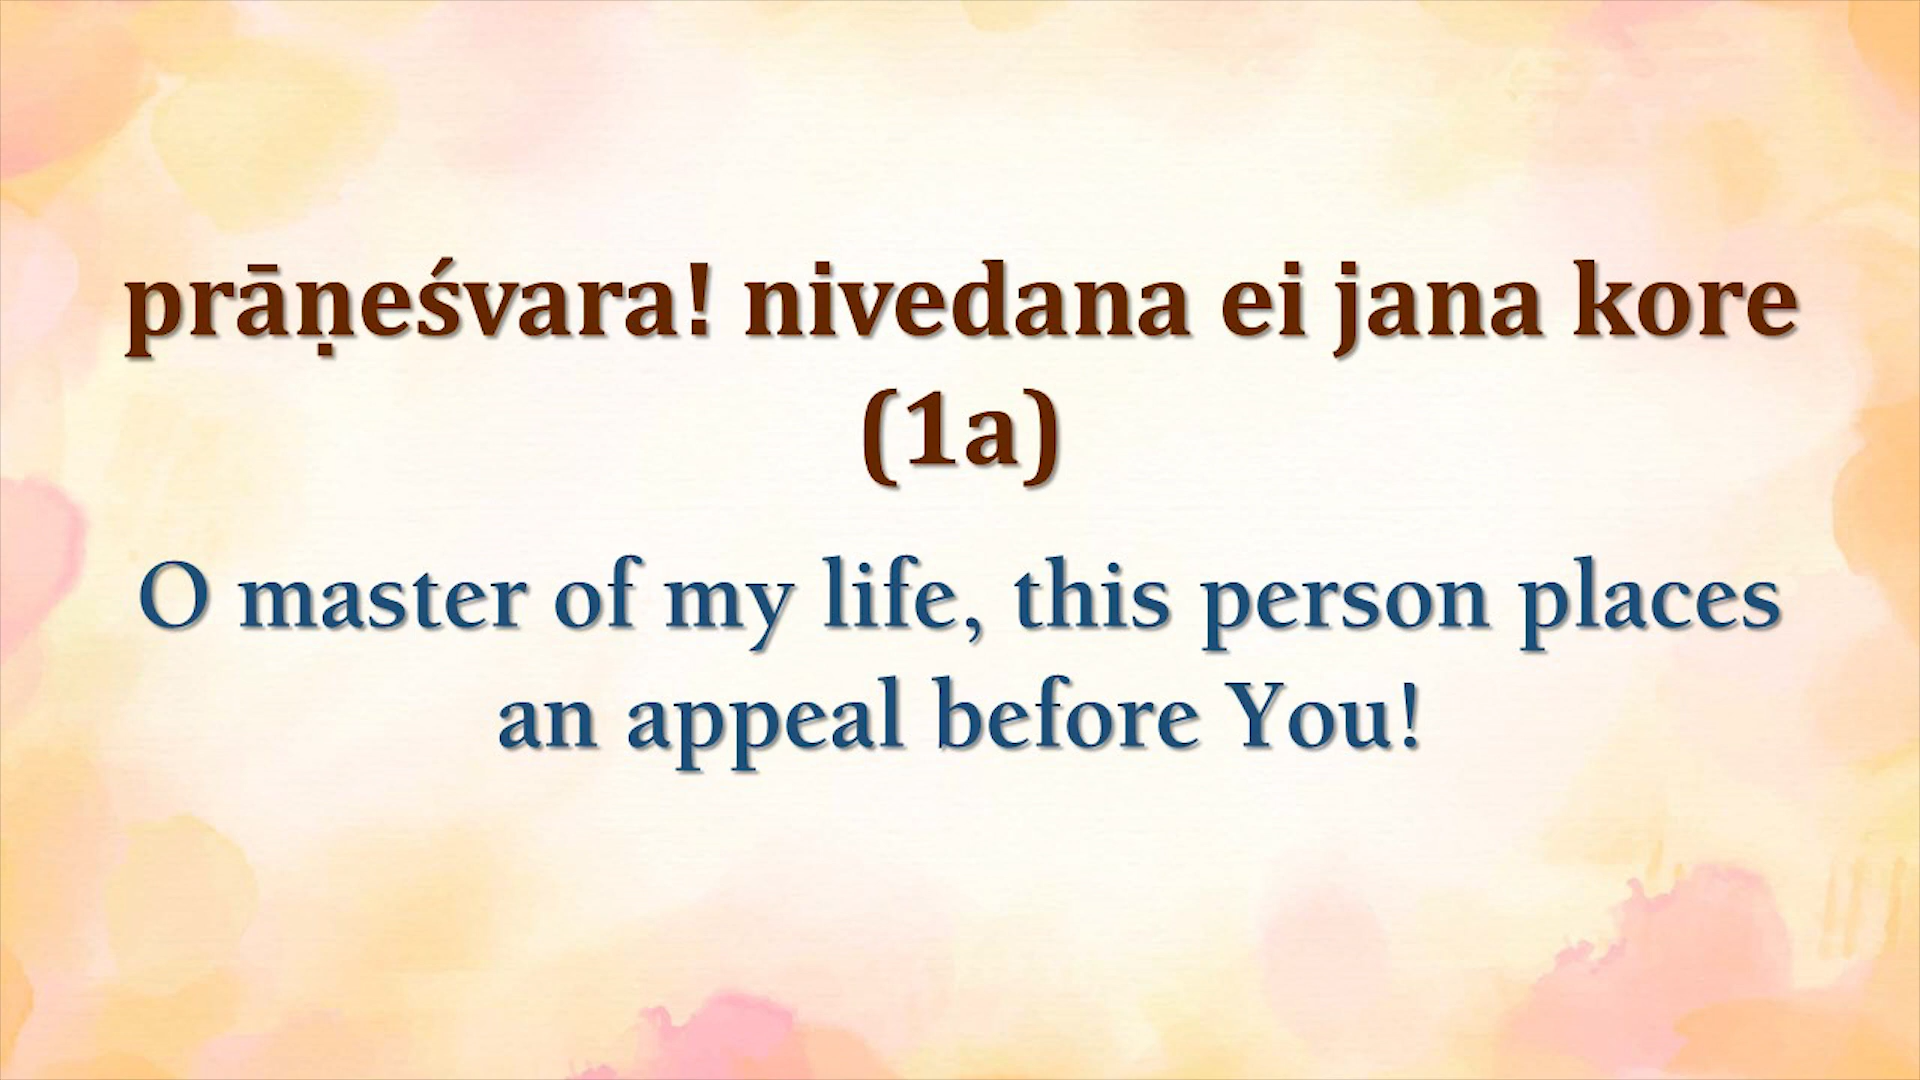 prāṇeśvara! nivedana ei jana kore
(1a)
O master of my life, this person places
an appeal before You!